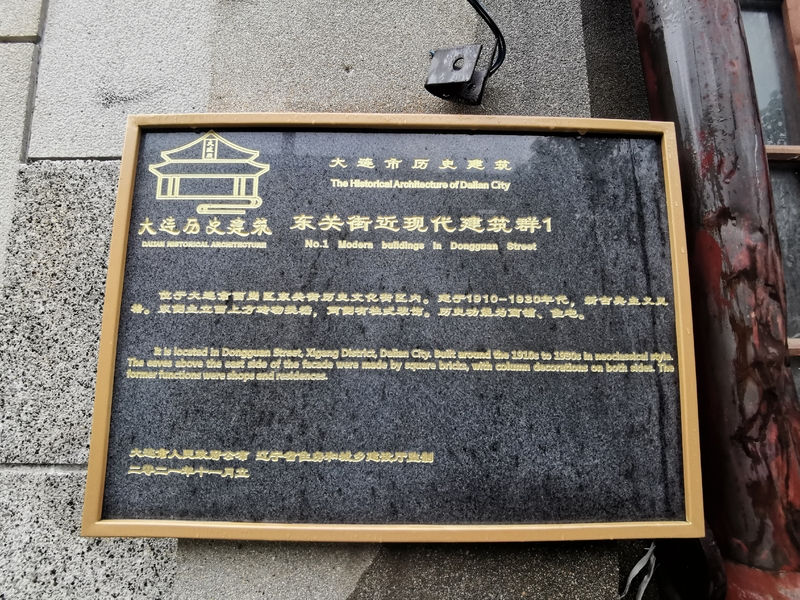 大连市历史建筑
The Historical Architecture of Dalian City
大连历史建筑
DALIAN HISTORICAL ARCHITECTURE
东关街近现代建筑群1
No.1 Modern buildings in Dongguan Street
位于大连市西岗区东关街历史文化街区内。建于1910-1930年代，新古典主义风
格。东侧主立面上方砖砌檐，两侧有柱式装饰。历史功能为商铺、住宅。
It is located in Dongguan Street, Xigang District, Dalian City. Built around the 1910s to 1930s in neoclassical style.
The eaves above the east side of the facade were made by square bricks, with column decorations on both sides. The
former functions were shops and residences.
大连市人民政府公布 辽宁省住房和城乡建设厅监制
二零二一年十一月立